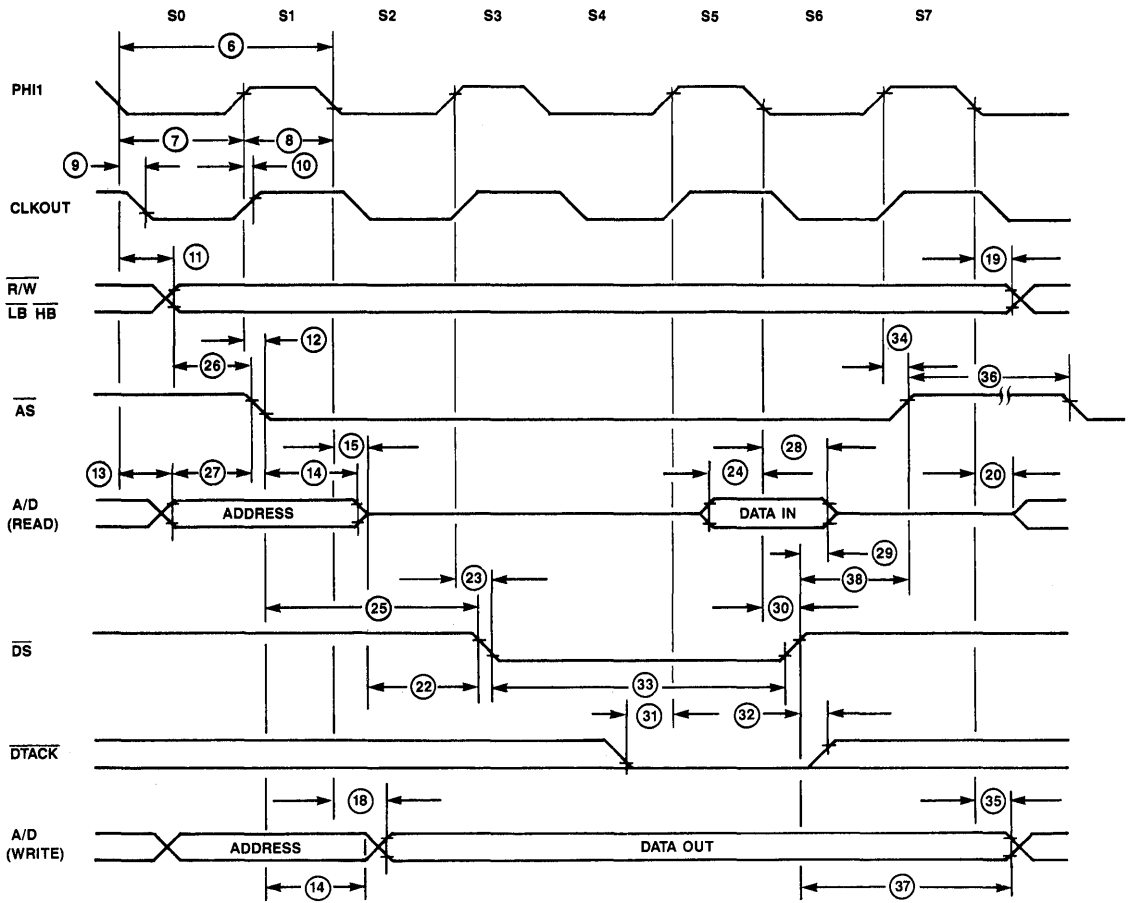 S0 S1 S2 S3 S4 S5 S6 S7
6
PHI1
7 8
9 10
CLKOUT
11 19
R/W
LB HB
12 34
26 36
AS
15 28
13 27 14 24 20
A/D
(READ)
ADDRESS DATA IN
29
23 38
25 30
DS
22 33
31 32
DTACK
18 35
A/D
(WRITE)
ADDRESS DATA OUT
14 37